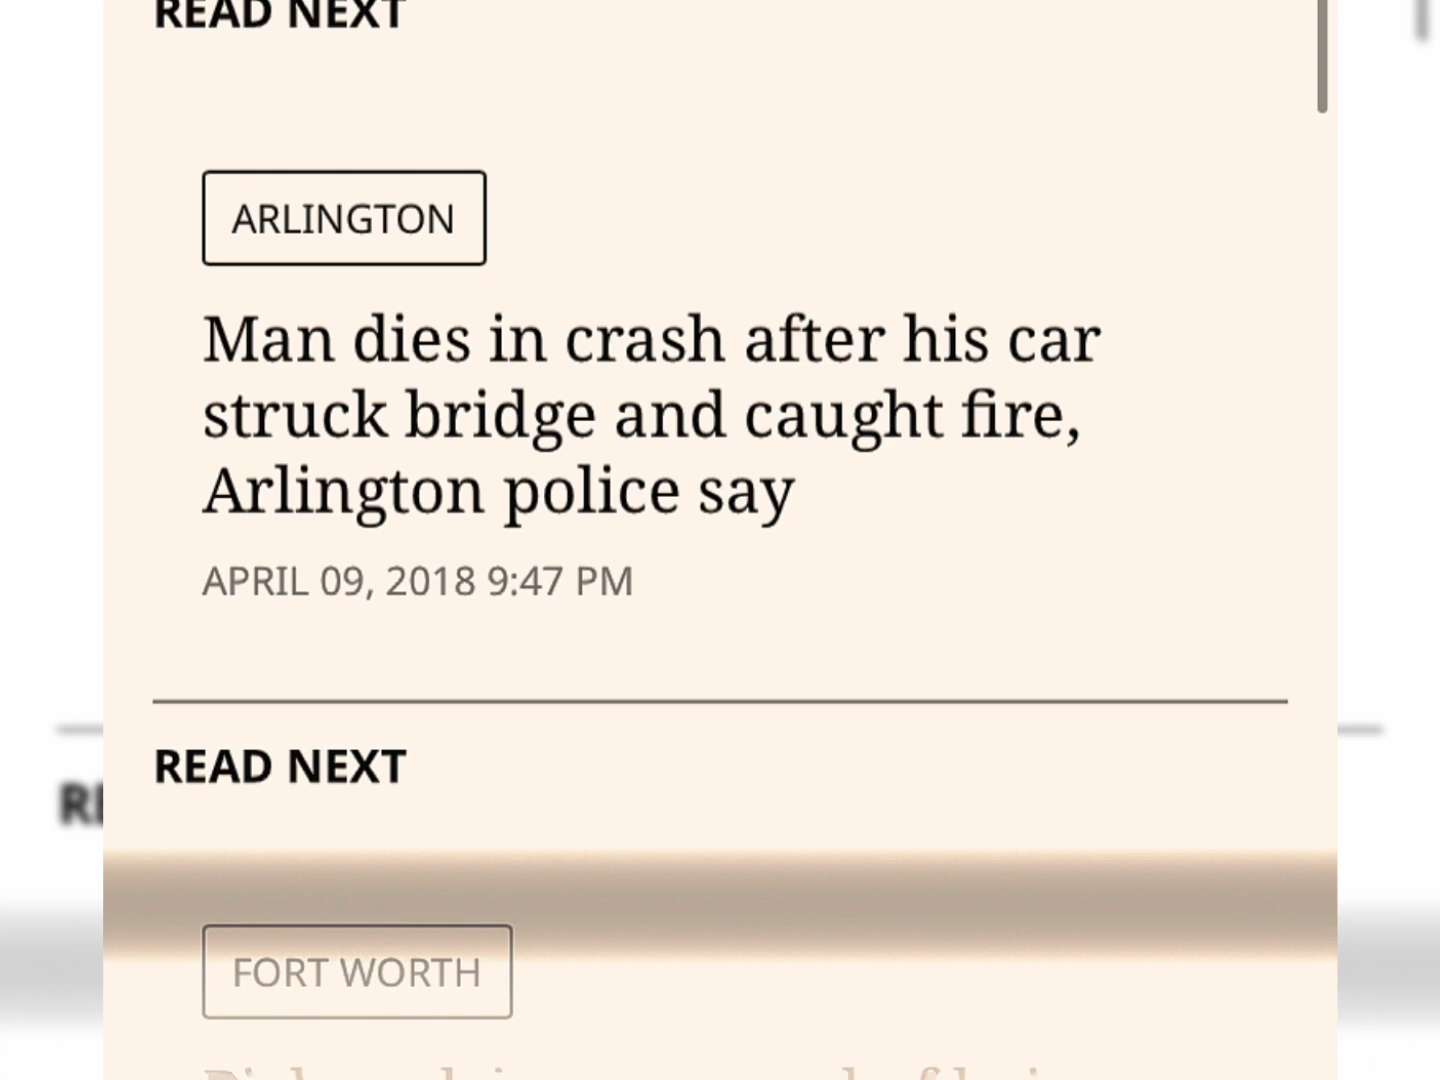 READ NEXT
ARLINGTON
Man dies in crash after his car
struck bridge and caught fire,
Arlington police say
APRIL 09, 2018 9:47 PM
READ NEXT
FORT WORTH